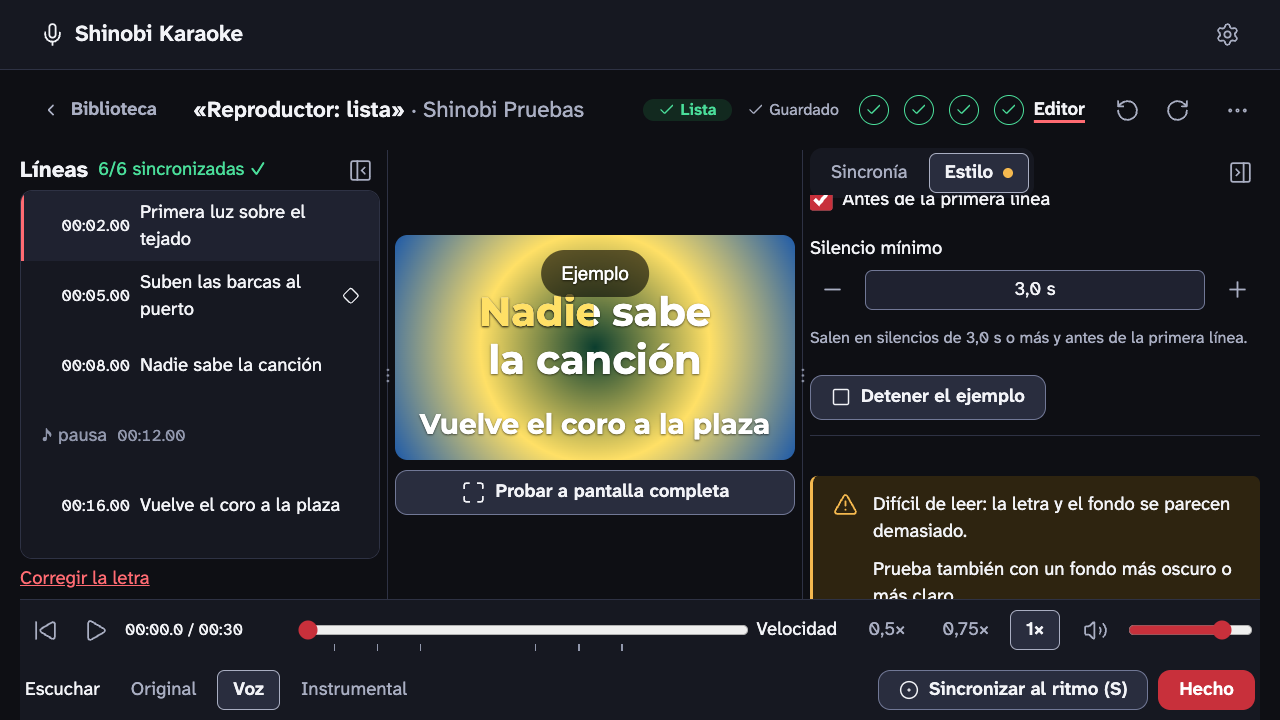 Shinobi Karaoke
Biblioteca
«Reproductor: lista» · Shinobi Pruebas
Lista
Guardado
Editor
Líneas 6/6 sincronizadas
00:02.00 Primera luz sobre el
tejado
00:05.00 Suben las barcas al
puerto
00:08.00 Nadie sabe la canción
pausa 00:12.00
00:16.00 Vuelve el coro a la plaza
Corregir la letra
Ejemplo
Nadie sabe
la canción
Vuelve el coro a la plaza
Probar a pantalla completa
Sincronía
Estilo
Antes de la primera línea
Silencio mínimo
3,0 s
Salen en silencios de 3,0 s o más y antes de la primera línea.
Detener el ejemplo
Difícil de leer: la letra y el fondo se parecen
demasiado.
Prueba también con un fondo más oscuro o
más claro
00:00.0 / 00:30
Velocidad
0,5×
0,75×
1×
Escuchar
Original
Voz
Instrumental
Sincronizar al ritmo (S)
Hecho